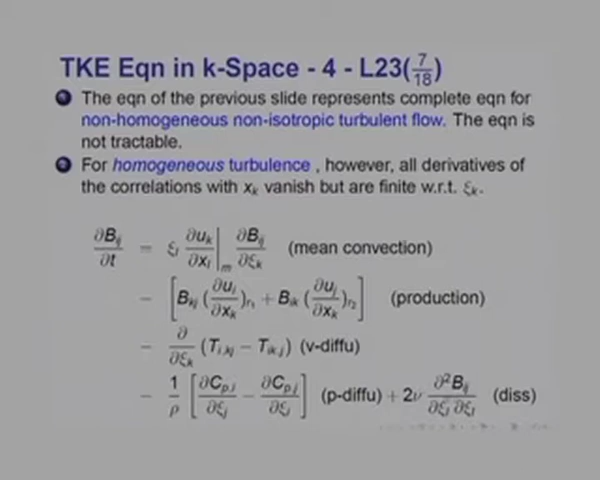 TKE Eqn in k-Space - 4 - L23(7/18)
1 The eqn of the previous slide represents complete eqn for
non-homogeneous non-isotropic turbulent flow. The eqn is
not tractable.
2 For homogeneous turbulence , however, all derivatives of
the correlations with x_k vanish but are finite w.r.t. ξ_k.
∂B_ij/∂t = ξ_l ∂u_k/∂x_l |_m ∂B_ij/∂ξ_k (mean convection)
− [B_kj (∂u_i/∂x_k)_r1 + B_ik (∂u_j/∂x_k)_r2] (production)
− ∂/∂ξ_k (T_i,kj − T_ik,j) (v-diffu)
− 1/ρ [∂C_p,i/∂ξ_j − ∂C_p,j/∂ξ_i] (p-diffu) + 2ν ∂²B_ij/∂ξ_l ∂ξ_l (diss)